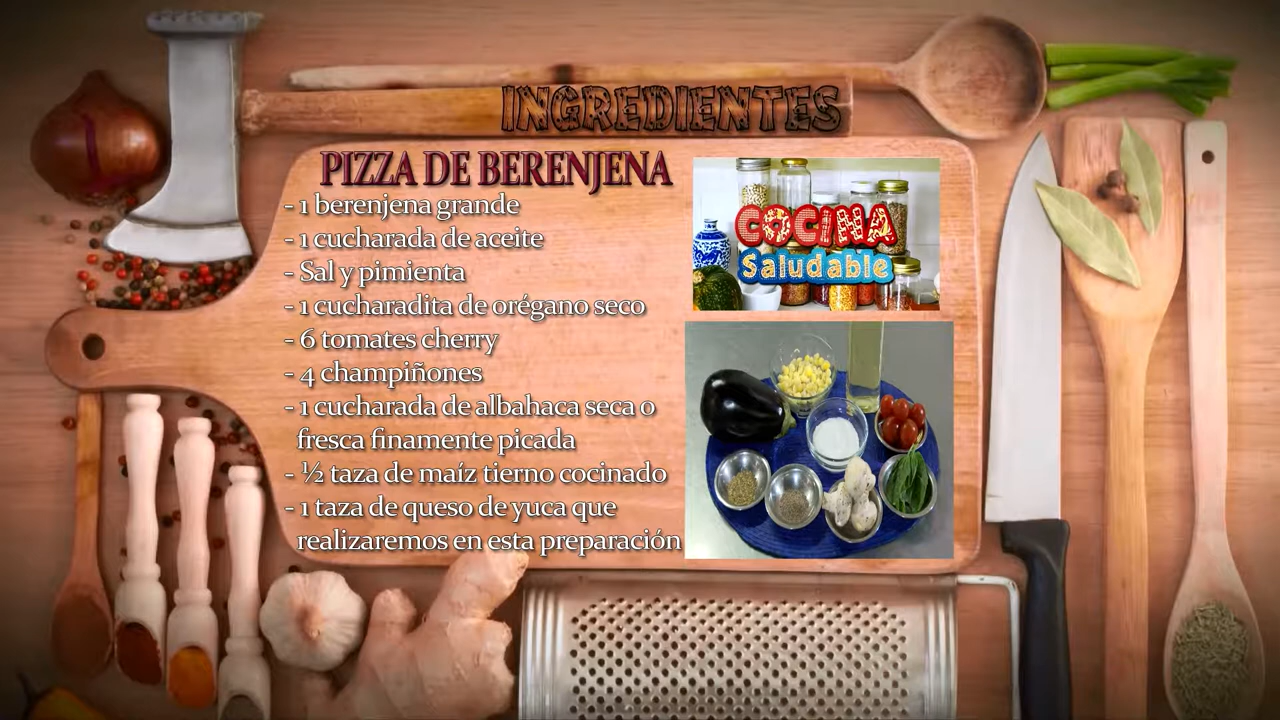 INGREDIENTES
PIZZA DE BERENJENA
- 1 berenjena grande
- 1 cucharada de aceite
- Sal y pimienta
- 1 cucharadita de orégano seco
- 6 tomates cherry
- 4 champiñones
- 1 cucharada de albahaca seca o
fresca finamente picada
- ½ taza de maíz tierno cocinado
- 1 taza de queso de yuca que
realizaremos en esta preparación
COCINA
Saludable